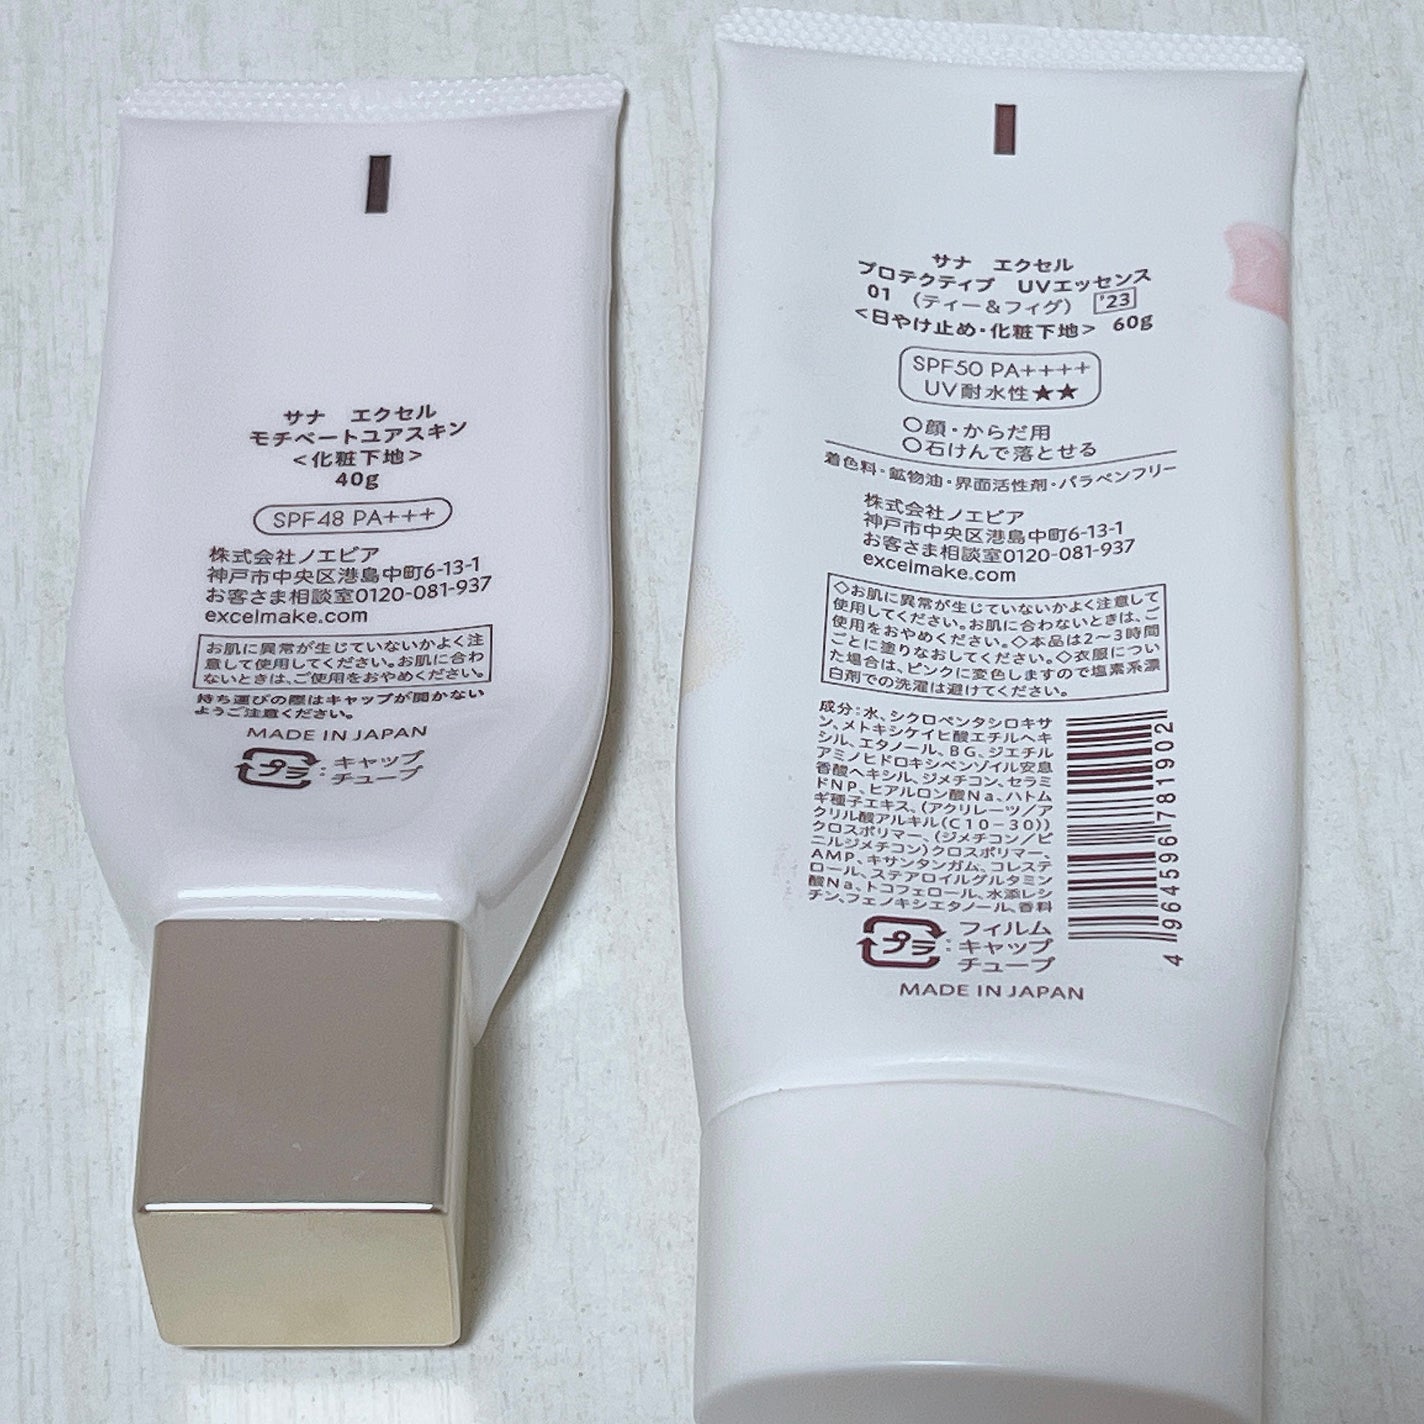 サナ エクセル
モチベートユアスキン
<化粧下地>
40g
SPF48 PA+++
株式会社ノエビア
神戸市中央区港島中町6-13-1
お客さま相談室0120-081-937
excelmake.com
お肌に異常が生じていないかよく注
意して使用してください。お肌に合わ
ないときは、ご使用をおやめください。
持ち運びの際はキャップが開かない
ようご注意ください。
MADE IN JAPAN
プラ:キャップ
チューブ
サナ エクセル
プロテクティブ UVエッセンス
01 (ティー&フィグ) '23
<日やけ止め・化粧下地> 60g
SPF50 PA++++
UV耐水性★★
○顔・からだ用
○石けんで落とせる
着色料・鉱物油・界面活性剤・パラベンフリー
株式会社ノエビア
神戸市中央区港島中町6-13-1
お客さま相談室0120-081-937
excelmake.com
◇お肌に異常が生じていないかよく注意して
使用してください。お肌に合わないときは、ご
使用をおやめください。◇本品は2~3時間
ごとに塗りなおしてください。◇衣服につい
た場合は、ピンクに変色しますので塩素系漂
白剤での洗濯は避けてください。
成分:水、シクロペンタシロキサ
ン、メトキシケイヒ酸エチルヘキ
シル、エタノール、BG、ジエチル
アミノヒドロキシベンゾイル安息
香酸ヘキシル、ジメチコン、セラミ
ドNP、ヒアルロン酸Na、ハトム
ギ種子エキス、(アクリレーツ/ア
クリル酸アルキル(C10-30))
クロスポリマー、(ジメチコン/ビ
ニルジメチコン)クロスポリマー、
AMP、キサンタンガム、コレステ
ロール、ステアロイルグルタミン
酸Na、トコフェロール、水添レシ
チン、フェノキシエタノール、香料
4964596781902
プラ:フィルム
キャップ
チューブ
MADE IN JAPAN